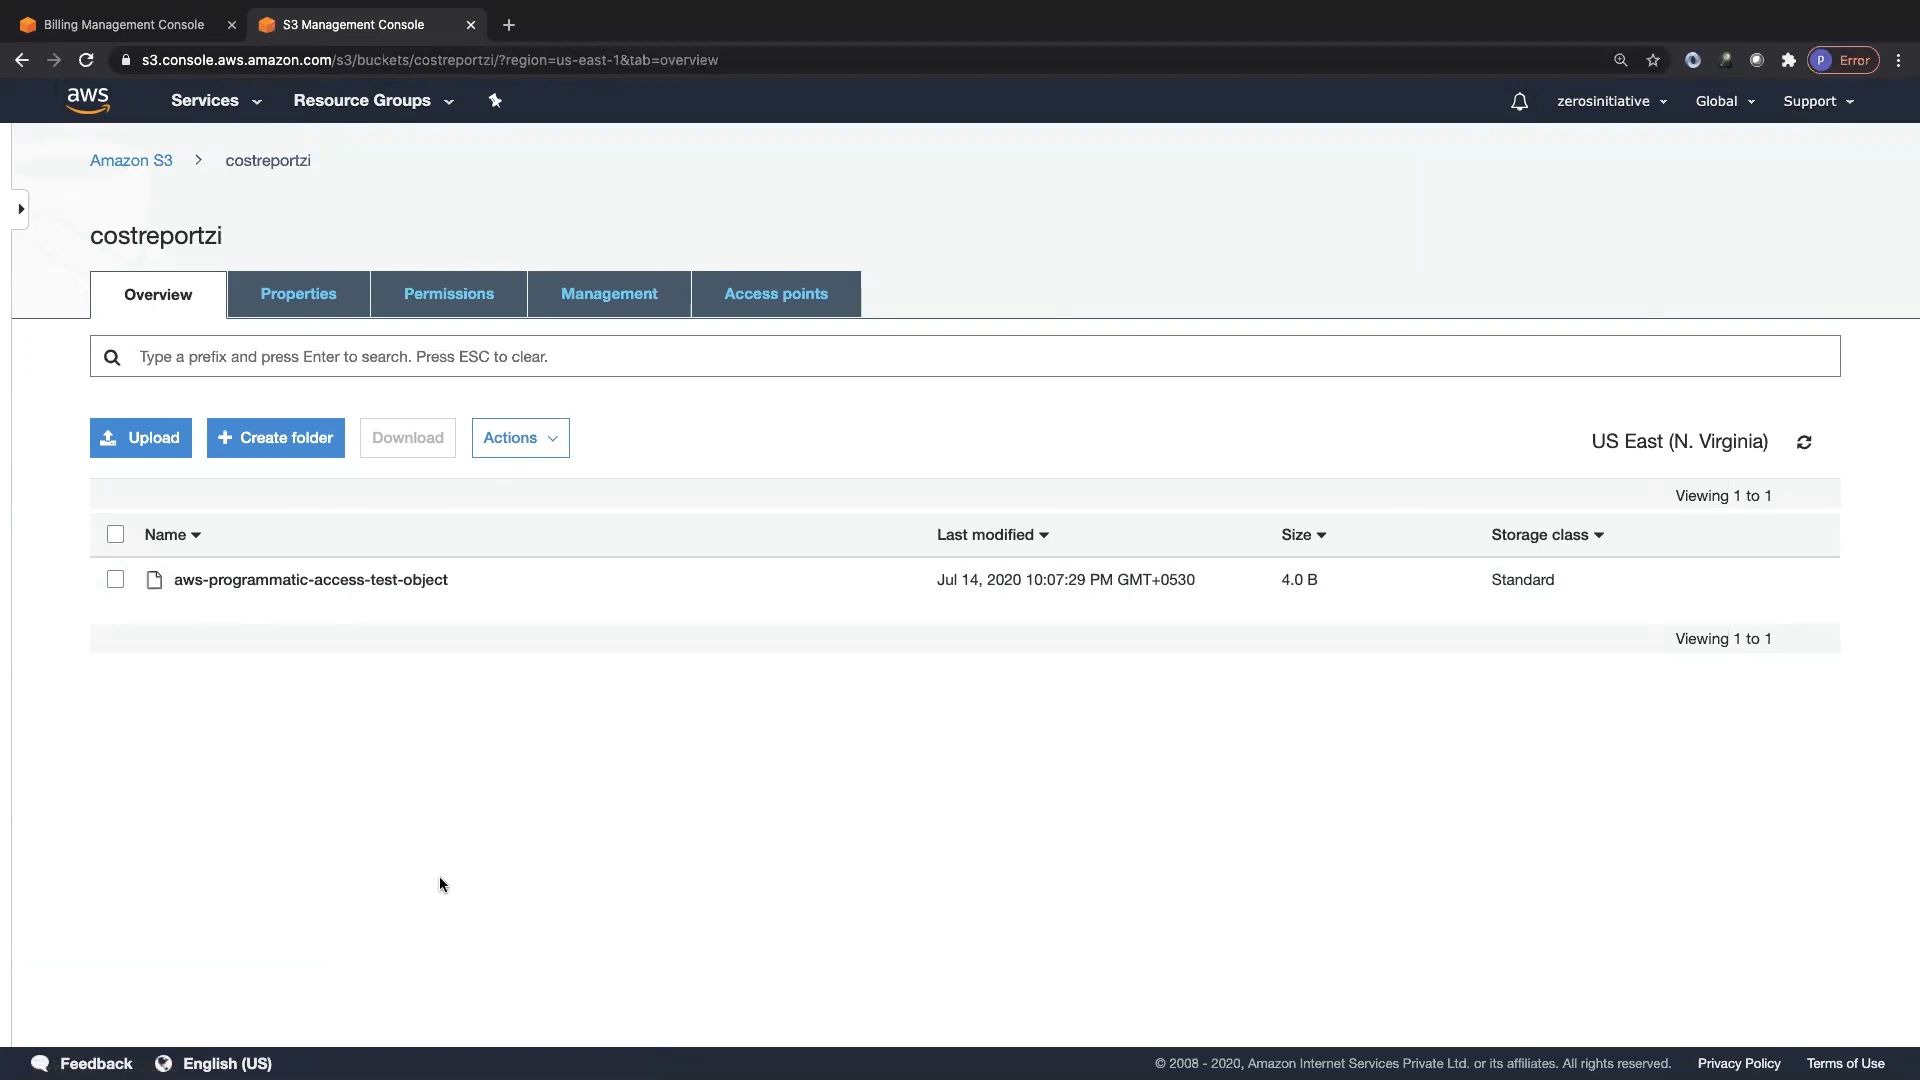 Billing Management Console
S3 Management Console
s3.console.aws.amazon.com/s3/buckets/costreportzi/?region=us-east-1&tab=overview
P Error
aws Services Resource Groups zerosinitiative Global Support
Amazon S3 > costreportzi
costreportzi
Overview Properties Permissions Management Access points
Type a prefix and press Enter to search. Press ESC to clear.
Upload + Create folder Download Actions
US East (N. Virginia)
Viewing 1 to 1
Name Last modified Size Storage class
aws-programmatic-access-test-object Jul 14, 2020 10:07:29 PM GMT+0530 4.0 B Standard
Viewing 1 to 1
Feedback English (US) © 2008 - 2020, Amazon Internet Services Private Ltd. or its affiliates. All rights reserved. Privacy Policy Terms of Use